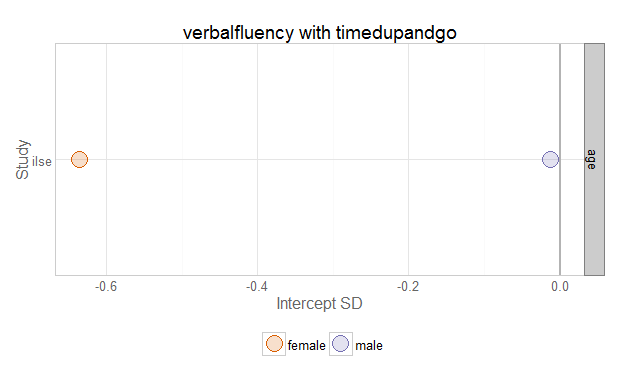 verbalfluency with timedupandgo
Study
ilse
age
-0.6 -0.4 -0.2 0.0
Intercept SD
female male